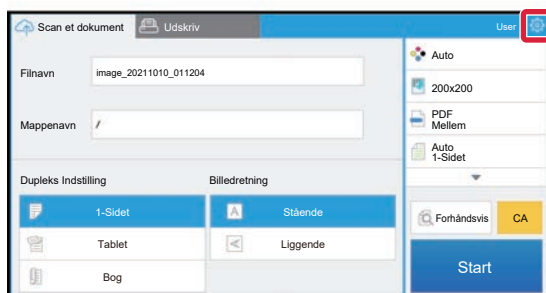 Scan et dokument
Udskriv
User
Filnavn
image_20211010_011204
Mappenavn
/
Dupleks Indstilling
Billedretning
1-Sidet
A
Stående
Tablet
Liggende
Bog
Auto
200x200
PDF
Mellem
Auto
1-Sidet
Forhåndsvis
CA
Start